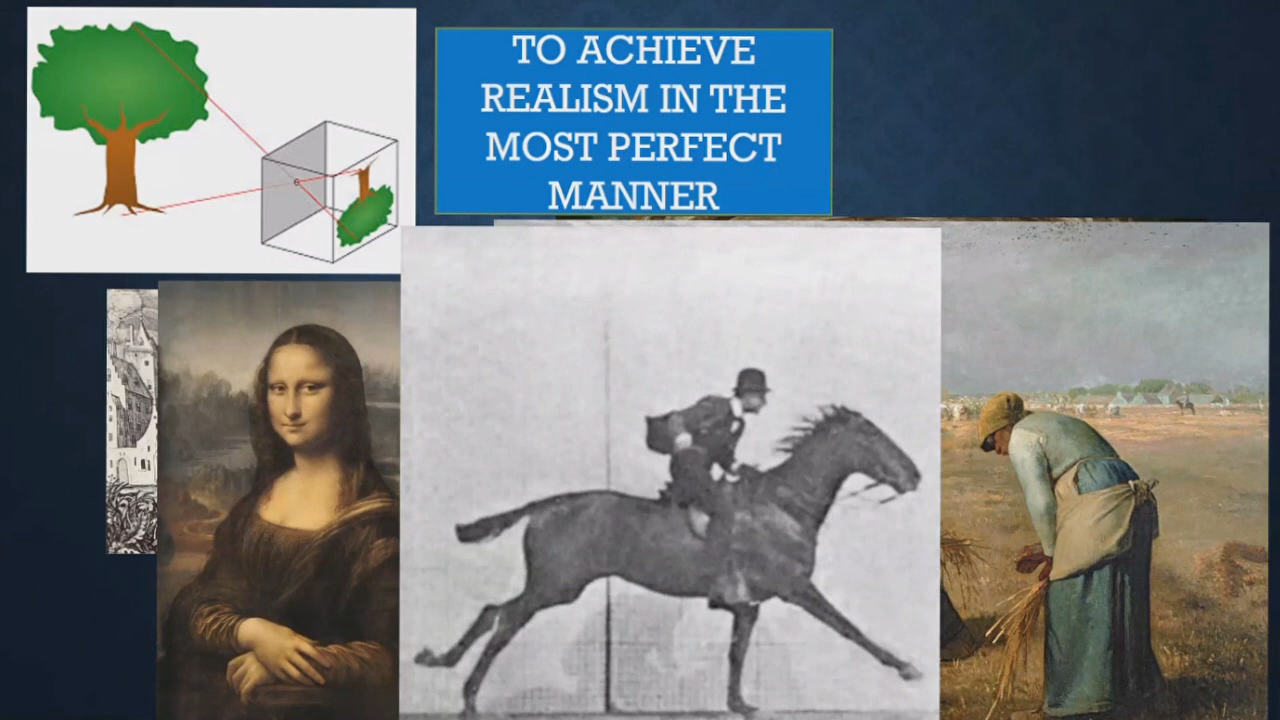 TO ACHIEVE
REALISM IN THE
MOST PERFECT
MANNER